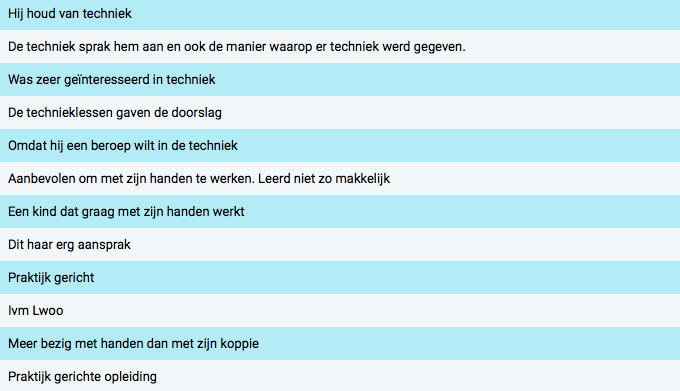 Hij houd van techniek
De techniek sprak hem aan en ook de manier waarop er techniek werd gegeven.
Was zeer geïnteresseerd in techniek
De technieklessen gaven de doorslag
Omdat hij een beroep wilt in de techniek
Aanbevolen om met zijn handen te werken. Leerd niet zo makkelijk
Een kind dat graag met zijn handen werkt
Dit haar erg aansprak
Praktijk gericht
Ivm Lwoo
Meer bezig met handen dan met zijn koppie
Praktijk gerichte opleiding